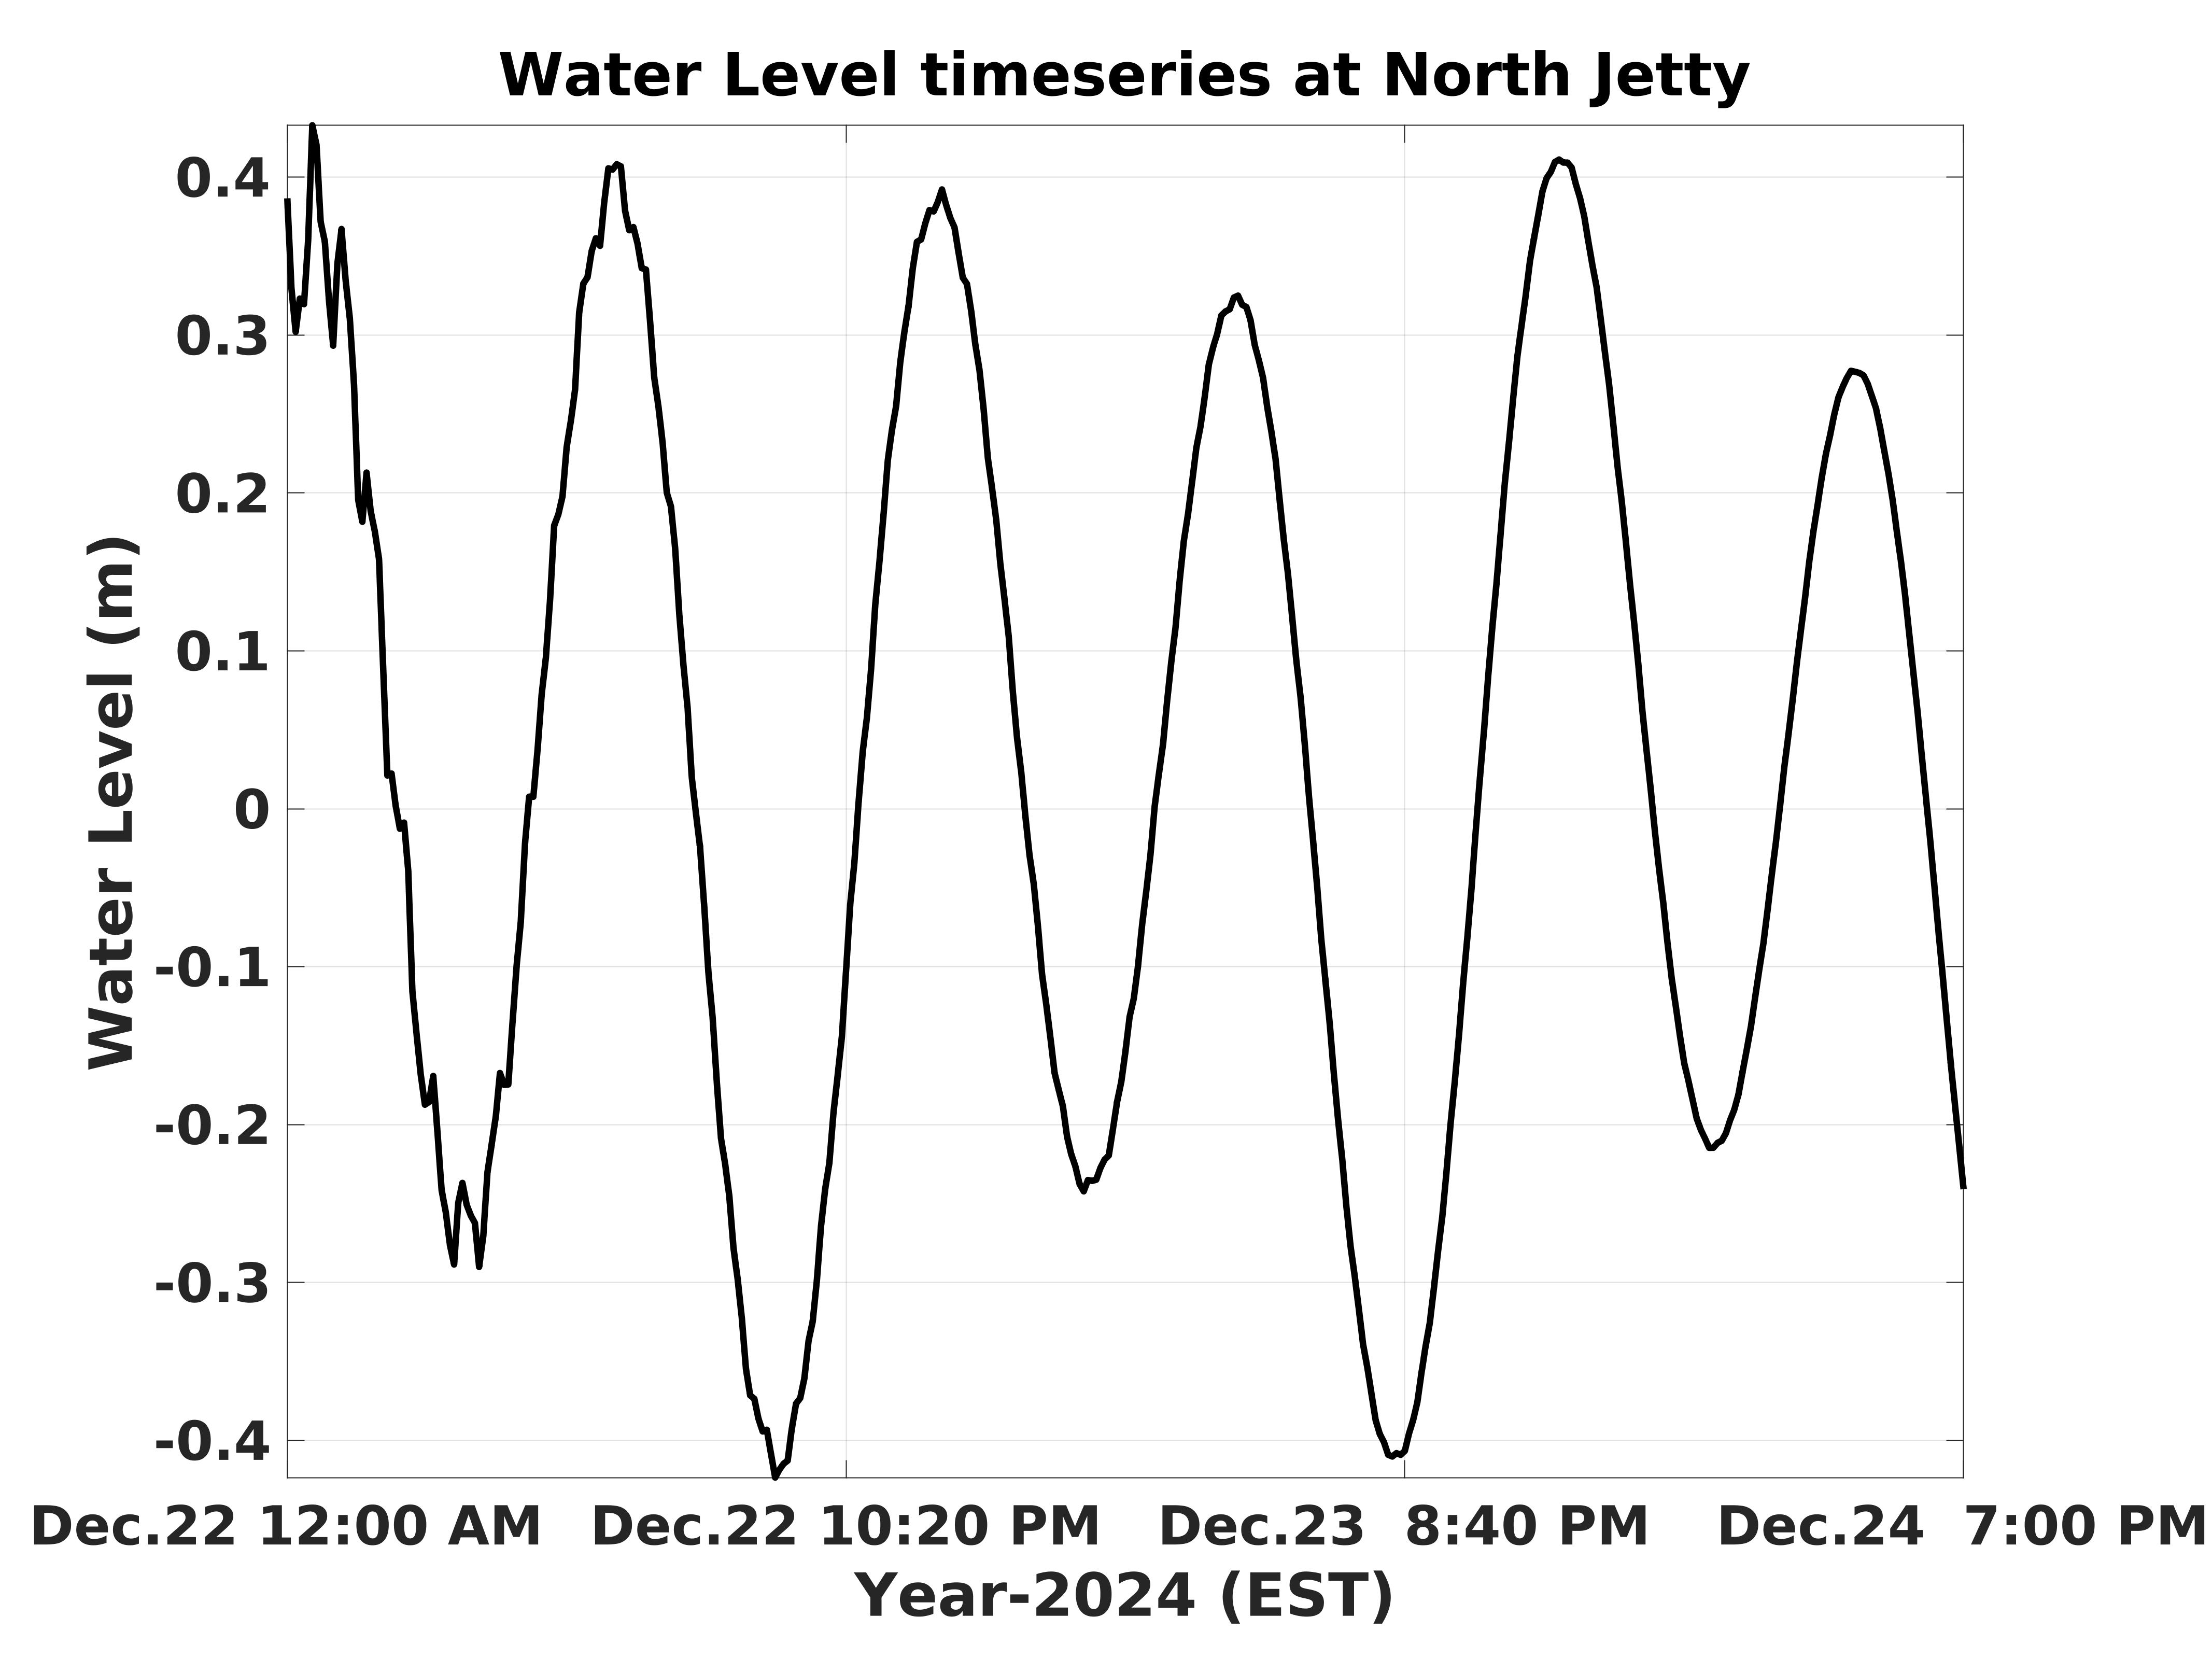 Water Level timeseries at North Jetty
Water Level (m)
0.4
0.3
0.2
0.1
0
-0.1
-0.2
-0.3
-0.4
Dec.22 12:00 AM Dec.22 10:20 PM Dec.23  8:40 PM Dec.24  7:00 PM
Year-2024 (EST)